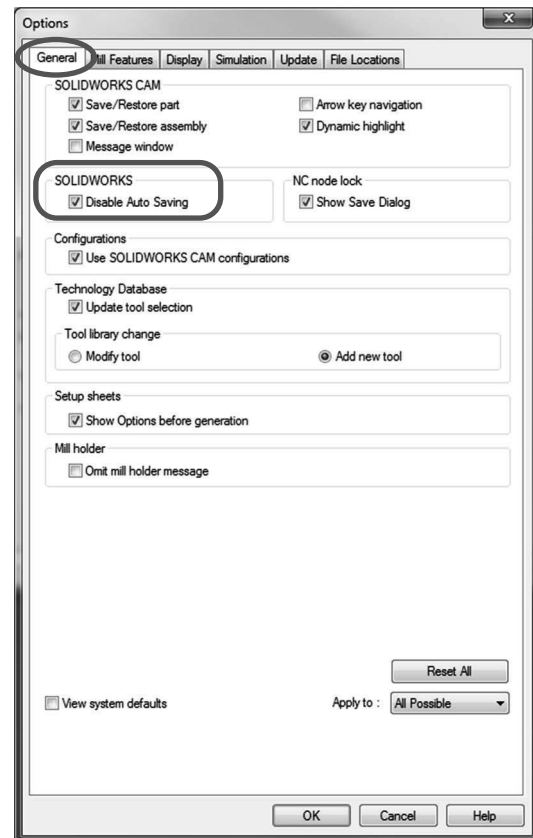 Options
General Mill Features Display Simulation Update File Locations
SOLIDWORKS CAM
Save/Restore part Arrow key navigation
Save/Restore assembly Dynamic highlight
Message window
SOLIDWORKS NC node lock
Disable Auto Saving Show Save Dialog
Configurations
Use SOLIDWORKS CAM configurations
Technology Database
Update tool selection
Tool library change
Modify tool Add new tool
Setup sheets
Show Options before generation
Mill holder
Omit mill holder message
Reset All
View system defaults Apply to : All Possible
OK Cancel Help